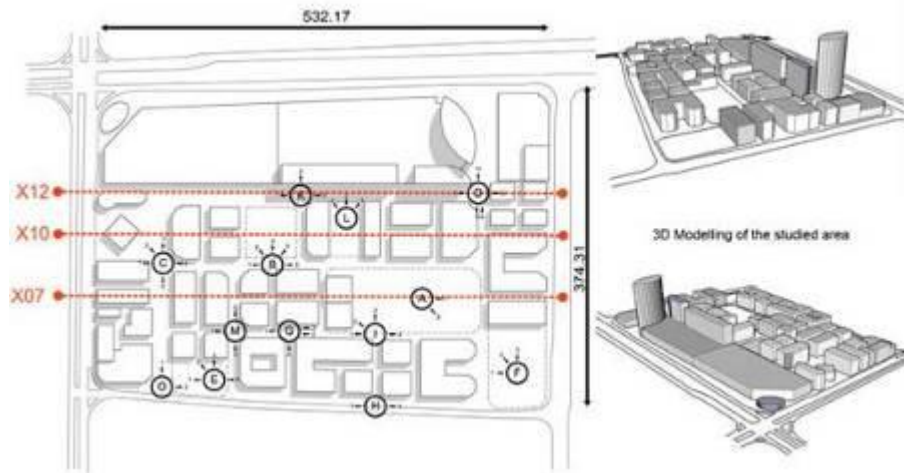 532.17
X12
X10
X07
374.31
K
G
L
C
B
A
M
Q
I
E
F
O
H
3D Modelling of the studied area